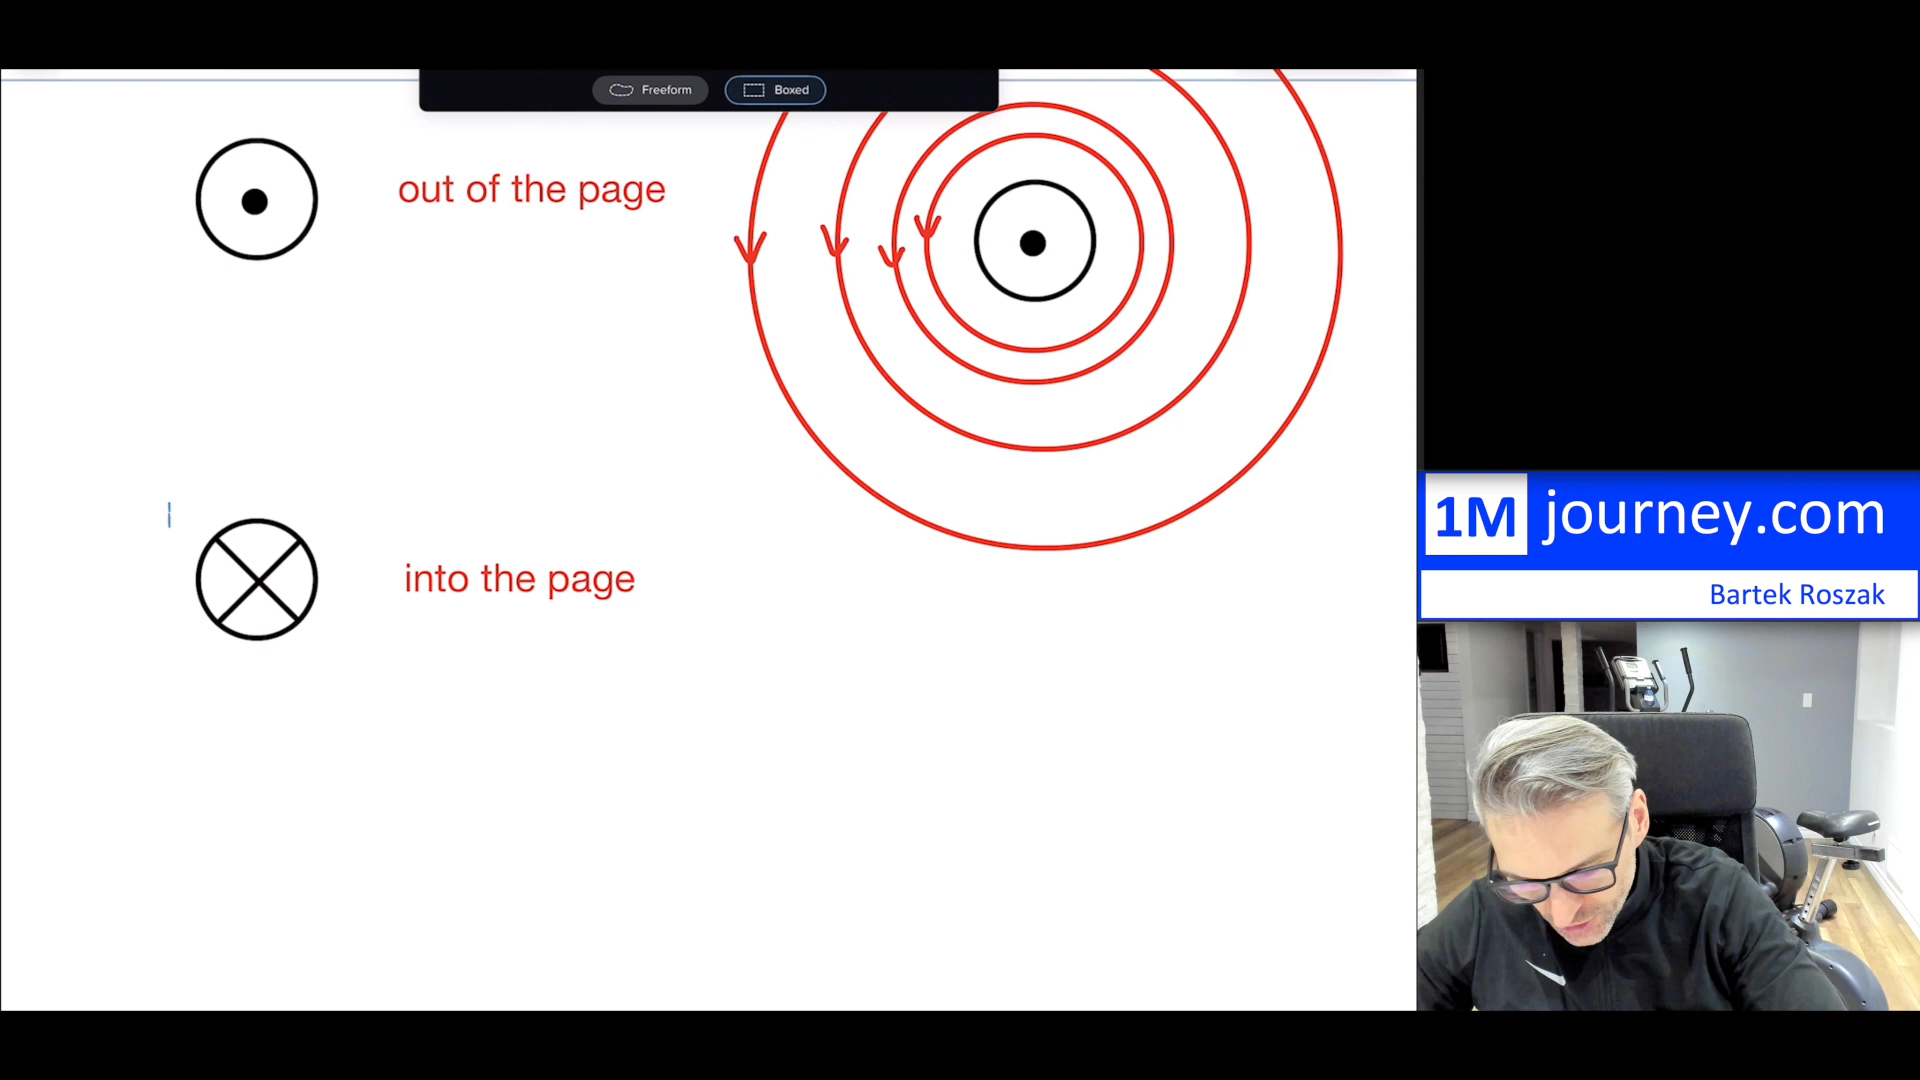 Freeform
Boxed
out of the page
into the page
1M journey.com
Bartek Roszak